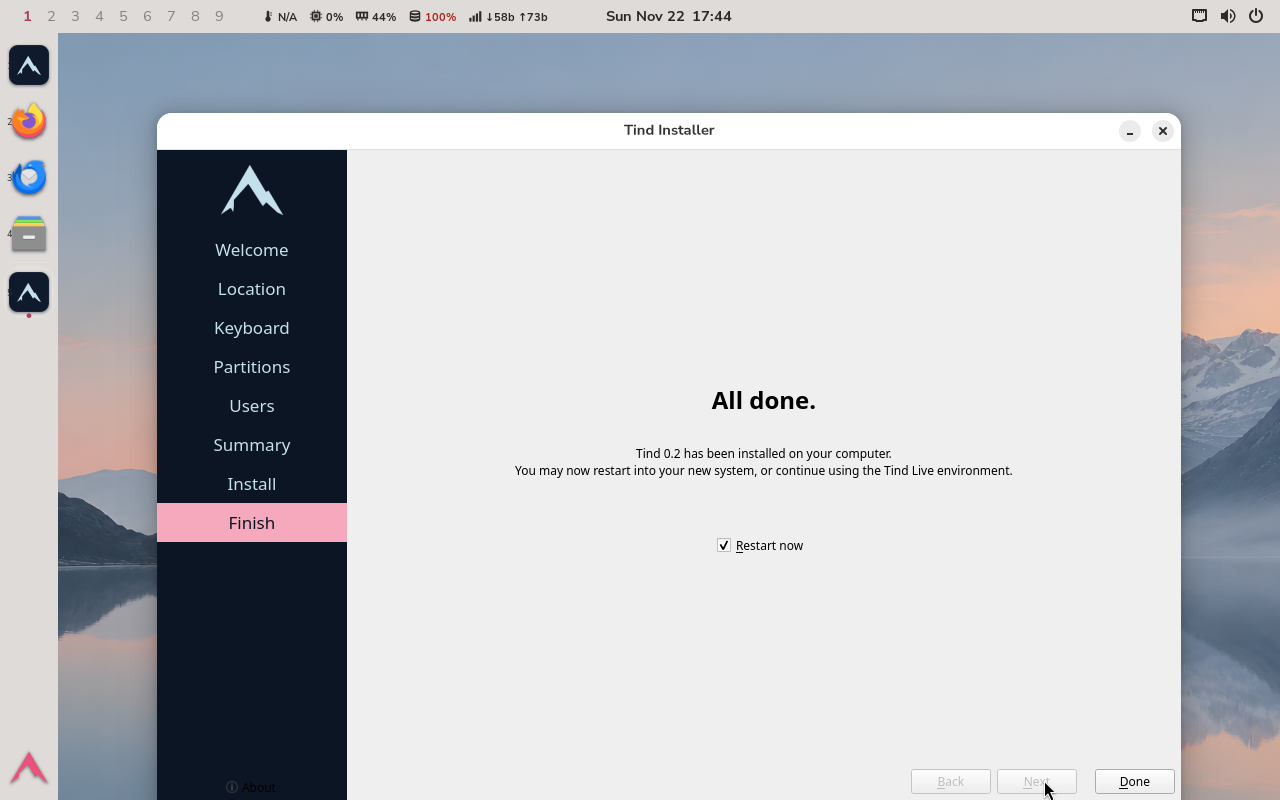 1 2 3 4 5 6 7 8 9 N/A 0% 44% 100% ↓58b ↑73b Sun Nov 22 17:44
Tind Installer
2
3
4
Welcome
Location
Keyboard
Partitions
Users
Summary
Install
Finish
About
All done.
Tind 0.2 has been installed on your computer.
You may now restart into your new system, or continue using the Tind Live environment.
Restart now
Back Next Done